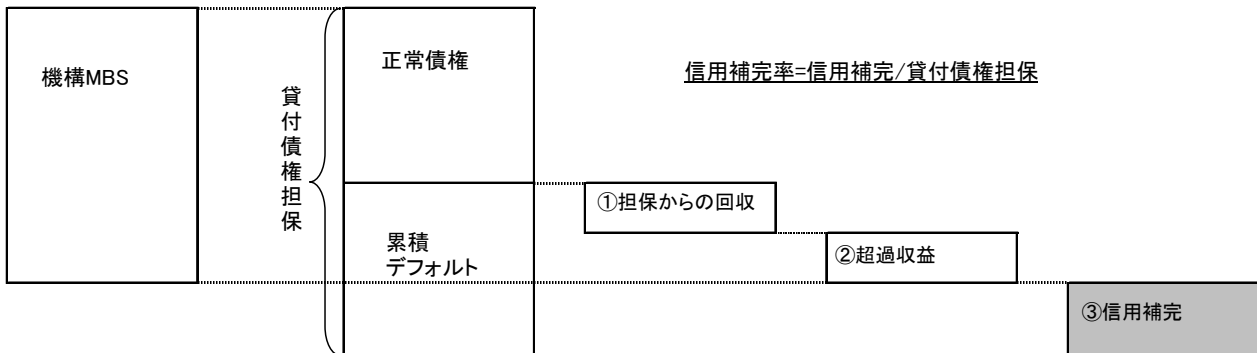 機構MBS
貸付債権担保
正常債権
信用補完率=信用補完/貸付債権担保
累積
デフォルト
①担保からの回収
②超過収益
③信用補完